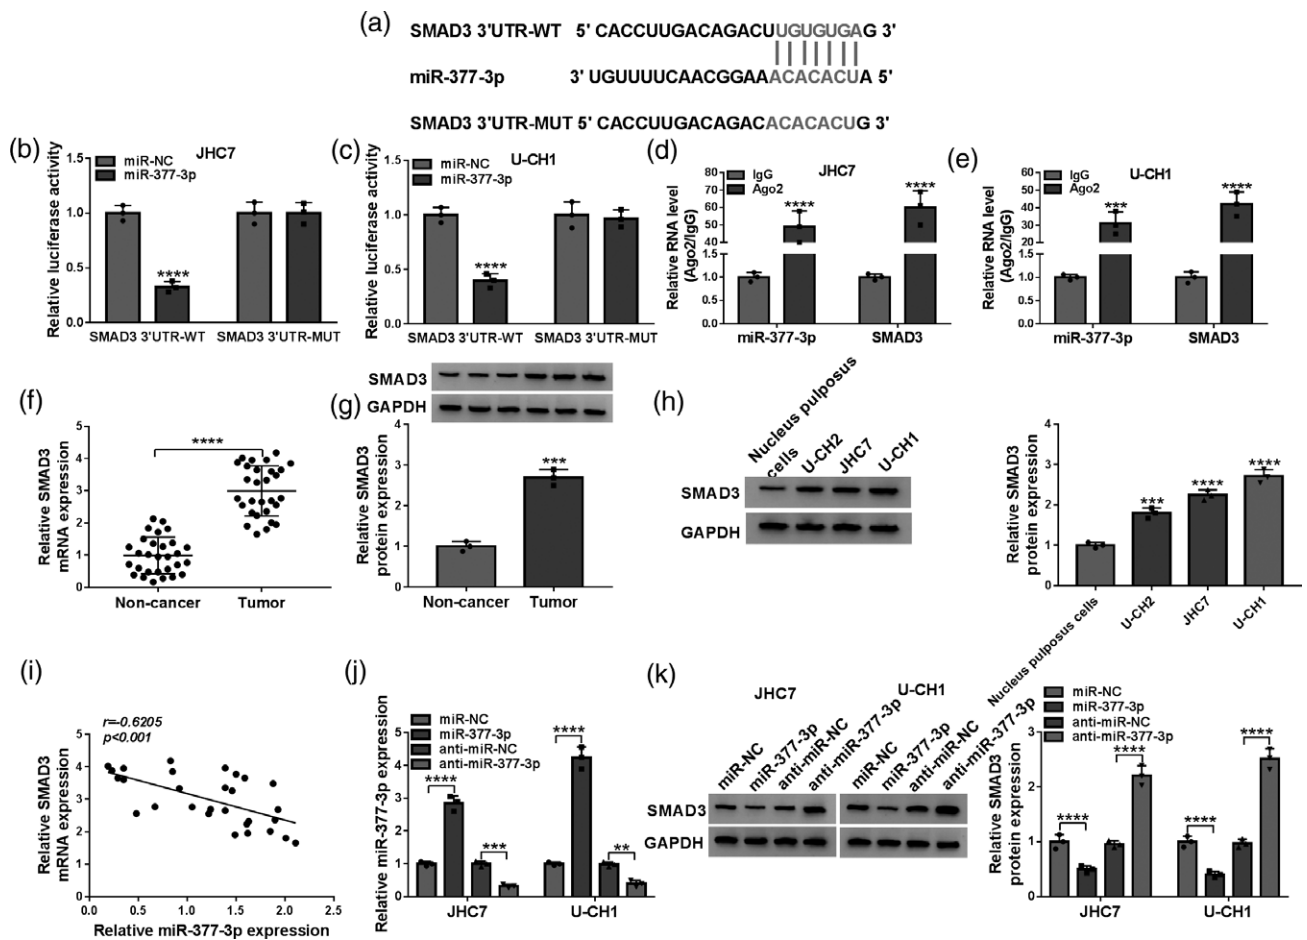 (a)
SMAD3 3'UTR-WT 5' CACCUUGACAGACUUGUGUGAG 3'
miR-377-3p 3' UGUUUUCAACGGAAACACACUA 5'
SMAD3 3'UTR-MUT 5' CACCUUGACAGACACACACUG 3'
(b)
JHC7
miR-NC
miR-377-3p
Relative luciferase activity
1.5
1.0
0.5
0
****
SMAD3 3'UTR-WT SMAD3 3'UTR-MUT
(c)
U-CH1
miR-NC
miR-377-3p
Relative luciferase activity
1.5
1.0
0.5
0
****
SMAD3 3'UTR-WT SMAD3 3'UTR-MUT
(d)
JHC7
IgG
Ago2
Relative RNA level
(Ago2/IgG)
80
70
60
50
40
1.5
1.0
0.5
0.0
****
****
miR-377-3p SMAD3
(e)
U-CH1
IgG
Ago2
Relative RNA level
(Ago2/IgG)
60
50
40
30
20
1.5
1.0
0.5
0.0
***
****
miR-377-3p SMAD3
(f)
Relative SMAD3
mRNA expression
5
4
3
2
1
0
****
Non-cancer Tumor
(g)
SMAD3
GAPDH
Relative SMAD3
protein expression
4
3
2
1
0
***
Non-cancer Tumor
(h)
Nucleus pulposus
cells
U-CH2
JHC7
U-CH1
SMAD3
GAPDH
Relative SMAD3
protein expression
4
3
2
1
0
***
****
****
Nucleus pulposus cells
U-CH2
JHC7
U-CH1
(i)
r=-0.6205
p<0.001
Relative SMAD3
mRNA expression
5
4
3
2
1
0
0.0 0.5 1.0 1.5 2.0 2.5
Relative miR-377-3p expression
(j)
miR-NC
miR-377-3p
anti-miR-NC
anti-miR-377-3p
Relative miR-377-3p expression
5
4
3
2
1
0
****
***
****
**
JHC7 U-CH1
(k)
JHC7 U-CH1
miR-NC
miR-377-3p
anti-miR-NC
anti-miR-377-3p
miR-NC
miR-377-3p
anti-miR-NC
anti-miR-377-3p
SMAD3
GAPDH
miR-NC
miR-377-3p
anti-miR-NC
anti-miR-377-3p
Relative SMAD3
protein expression
4
3
2
1
0
****
****
****
****
JHC7 U-CH1